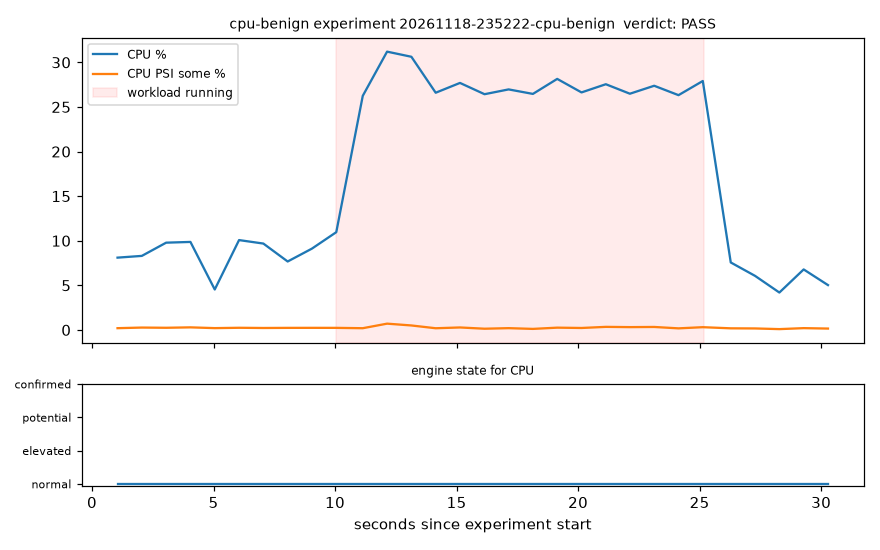 cpu-benign experiment 20261118-235222-cpu-benign  verdict: PASS
CPU %
CPU PSI some %
workload running
30
25
20
15
10
5
0
engine state for CPU
confirmed
potential
elevated
normal
0 5 10 15 20 25 30
seconds since experiment start